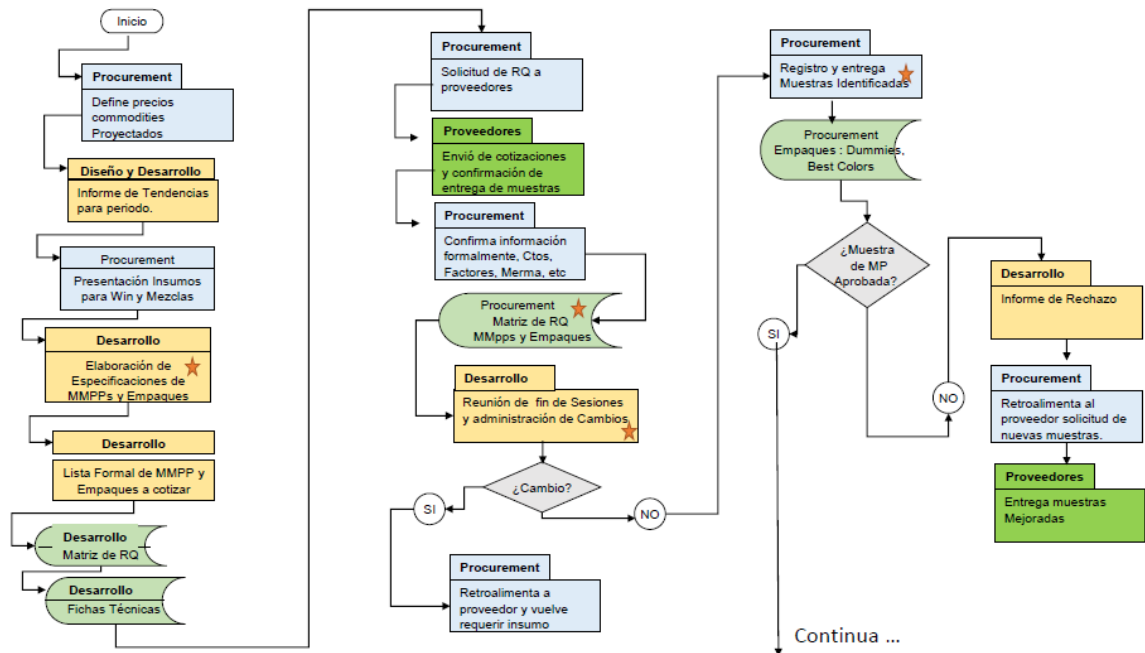 Inicio
Procurement
Define precios
commodities
Proyectados
Diseño y Desarrollo
Informe de Tendencias
para periodo.
Procurement
Presentación Insumos
para Win y Mezclas
Desarrollo
Elaboración de
Especificaciones de
MMPPs y Empaques
Desarrollo
Lista Formal de MMPP y
Empaques a cotizar
Desarrollo
Matriz de RQ
Desarrollo
Fichas Técnicas
Procurement
Solicitud de RQ a
proveedores
Proveedores
Envió de cotizaciones
y confirmación de
entrega de muestras
Procurement
Confirma información
formalmente, Ctos,
Factores, Merma, etc
Procurement
Matriz de RQ
MMpps y Empaques
Desarrollo
Reunión de fin de Sesiones
y administración de Cambios
¿Cambio?
SI
NO
Procurement
Retroalimenta a
proveedor y vuelve
requerir insumo
Procurement
Registro y entrega
Muestras Identificadas
Procurement
Empaques : Dummies,
Best Colors
¿Muestra
de MP
Aprobada?
SI
NO
Desarrollo
Informe de Rechazo
Procurement
Retroalimenta al
proveedor solicitud de
nuevas muestras.
Proveedores
Entrega muestras
Mejoradas
Continua ...